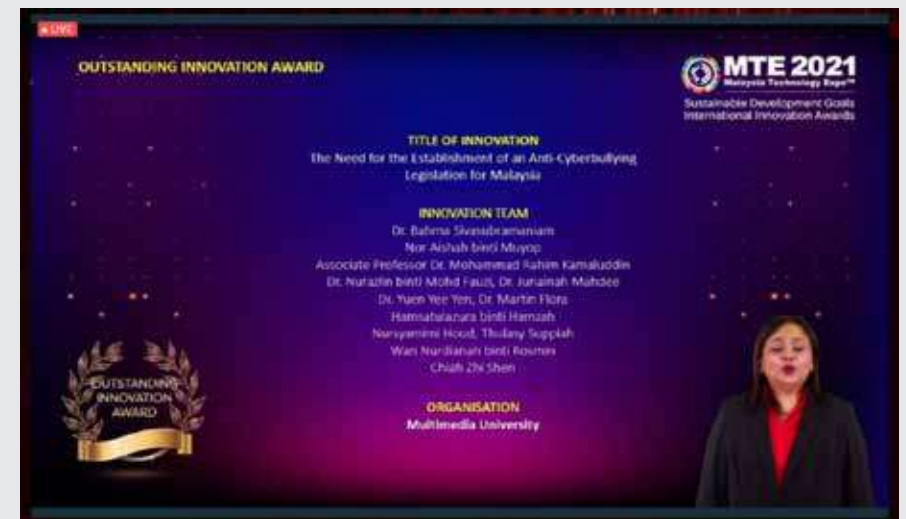 LIVE
OUTSTANDING INNOVATION AWARD
MTE 2021
Malaysia Technology Expo™
Sustainable Development Goals
International Innovation Awards
TITLE OF INNOVATION
The Need for the Establishment of an Anti-Cyberbullying
Legislation for Malaysia
INNOVATION TEAM
Dr. Sivasubramaniam
Nor Aishah binti Muyop
Associate Professor Dr. Mohammad Rahim Kamaluddin
Dr. Nurazlin binti Mohd Fauzi, Dr. Junainah Mahdee
Dr. Yuen Yee Yen, Dr. Martin Flora
binti Hamzah
Nursyamimi Thulasy Suppiah
Wan Nurdianah binti Rosmin
Chiah Zhi Shen
ORGANISATION
Multimedia University
OUTSTANDING
INNOVATION
AWARD